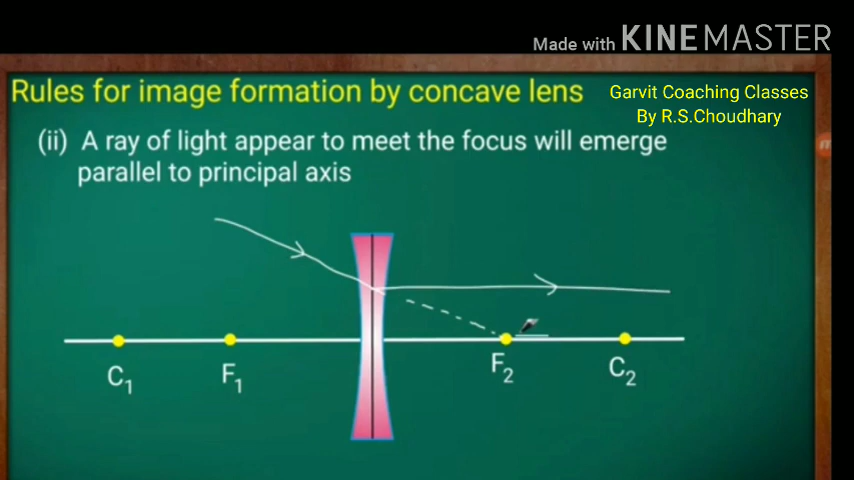 Made with KINEMASTER
Rules for image formation by concave lens
Garvit Coaching Classes
By R.S.Choudhary
(ii) A ray of light appear to meet the focus will emerge
parallel to principal axis
C₁ F₁ F₂ C₂